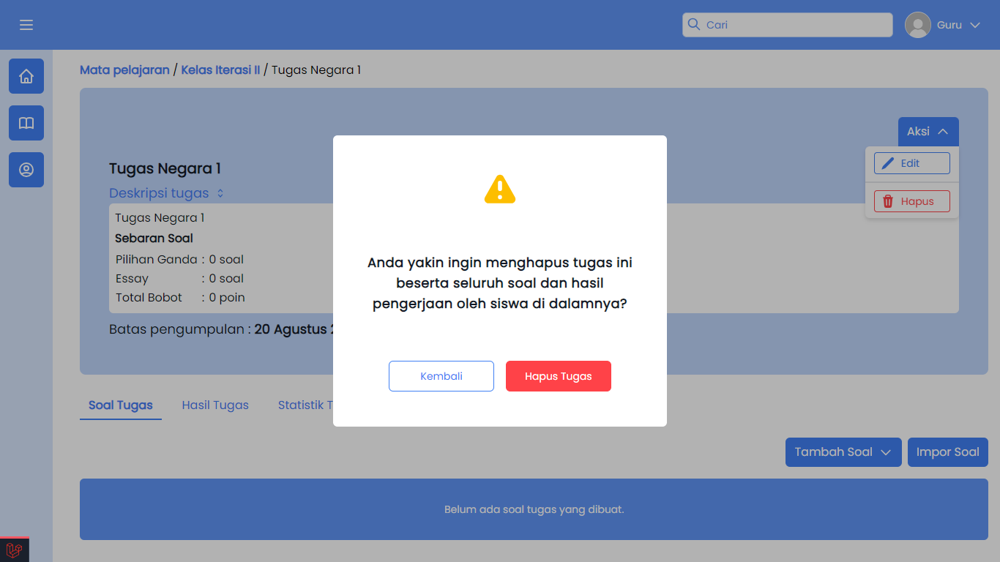 Cari
Guru
Mata pelajaran / Kelas Iterasi II / Tugas Negara 1
Aksi
Edit
Hapus
Tugas Negara 1
Deskripsi tugas
Tugas Negara 1
Sebaran Soal
Pilihan Ganda : 0 soal
Essay : 0 soal
Total Bobot : 0 poin
Batas pengumpulan : 20 Agustus
Anda yakin ingin menghapus tugas ini
beserta seluruh soal dan hasil
pengerjaan oleh siswa di dalamnya?
Kembali
Hapus Tugas
Soal Tugas
Hasil Tugas
Statistik
Tambah Soal
Impor Soal
Belum ada soal tugas yang dibuat.